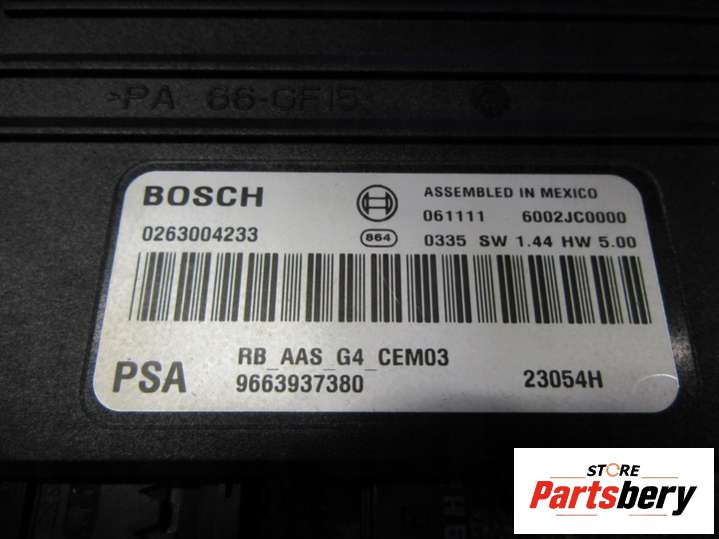 >PA 66-GF15<
BOSCH
ASSEMBLED IN MEXICO
061111 6002JC0000
0263004233
864
0335 SW 1.44 HW 5.00
RB_AAS_G4_CEM03
PSA
9663937380
23054H
STORE
Partsbery